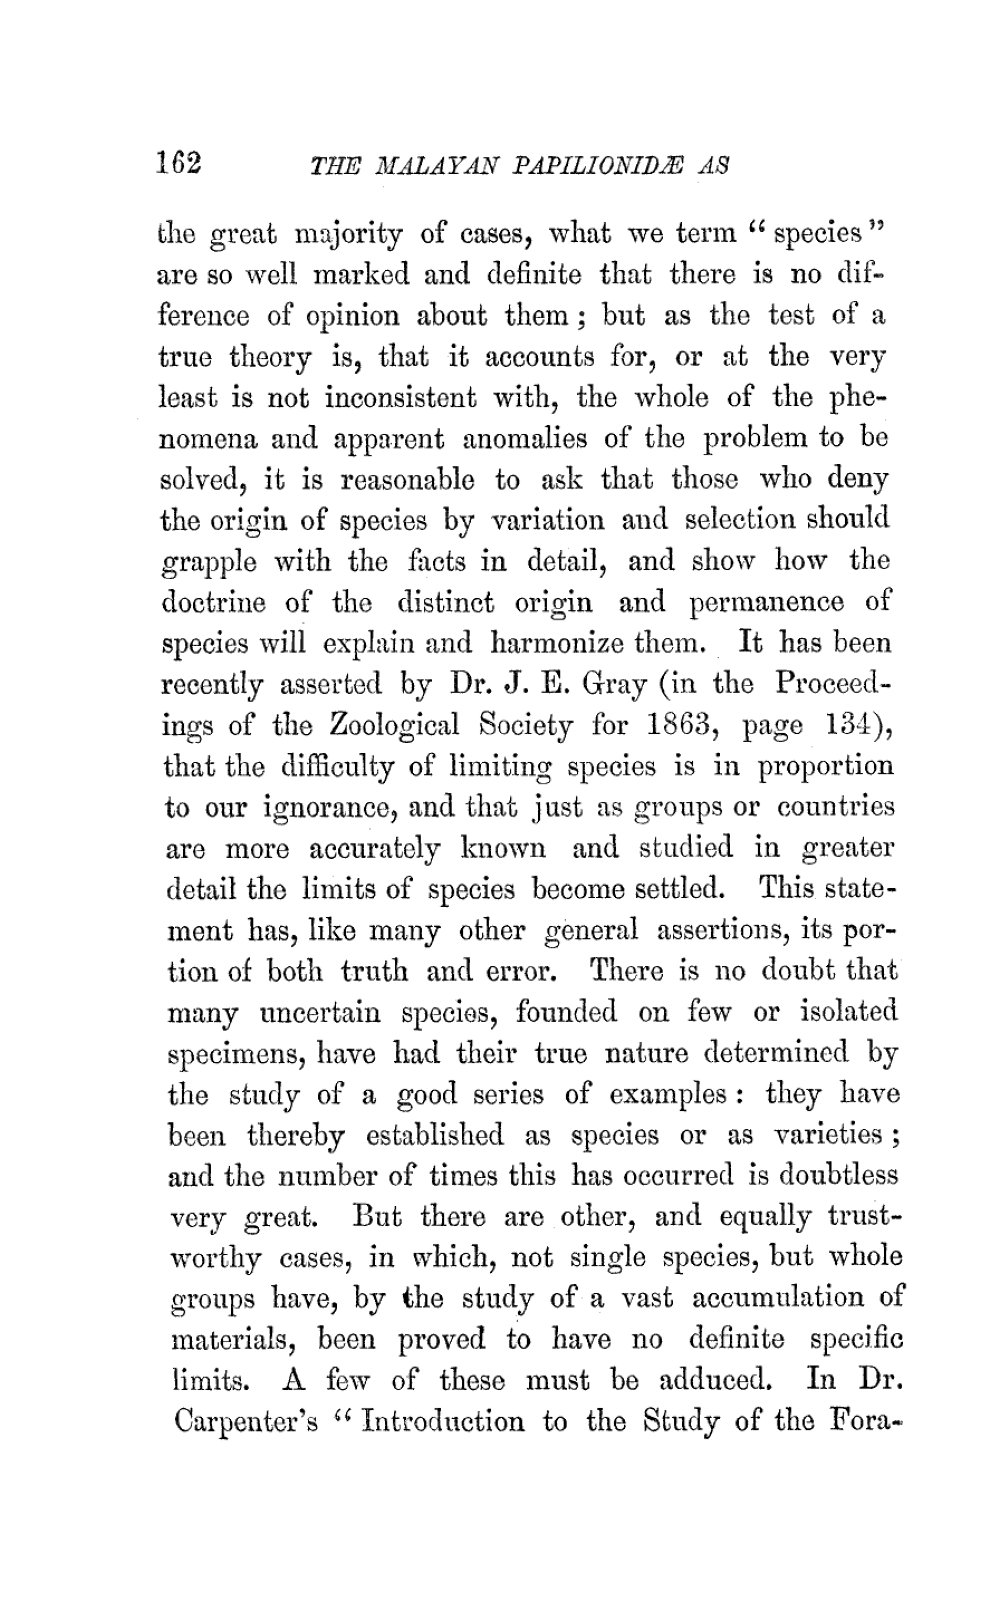 162 THE MALAYAN PAPILIONIDÆ AS
the great majority of cases, what we term “ species ”
are so well marked and definite that there is no dif-
ference of opinion about them ; but as the test of a
true theory is, that it accounts for, or at the very
least is not inconsistent with, the whole of the phe-
nomena and apparent anomalies of the problem to be
solved, it is reasonable to ask that those who deny
the origin of species by variation and selection should
grapple with the facts in detail, and show how the
doctrine of the distinct origin and permanence of
species will explain and harmonize them. It has been
recently asserted by Dr. J. E. Gray (in the Proceed-
ings of the Zoological Society for 1863, page 134),
that the difficulty of limiting species is in proportion
to our ignorance, and that just as groups or countries
are more accurately known and studied in greater
detail the limits of species become settled. This state-
ment has, like many other general assertions, its por-
tion of both truth and error. There is no doubt that
many uncertain species, founded on few or isolated
specimens, have had their true nature determined by
the study of a good series of examples : they have
been thereby established as species or as varieties ;
and the number of times this has occurred is doubtless
very great. But there are other, and equally trust-
worthy cases, in which, not single species, but whole
groups have, by the study of a vast accumulation of
materials, been proved to have no definite specific
limits. A few of these must be adduced. In Dr.
Carpenter’s “ Introduction to the Study of the Fora-